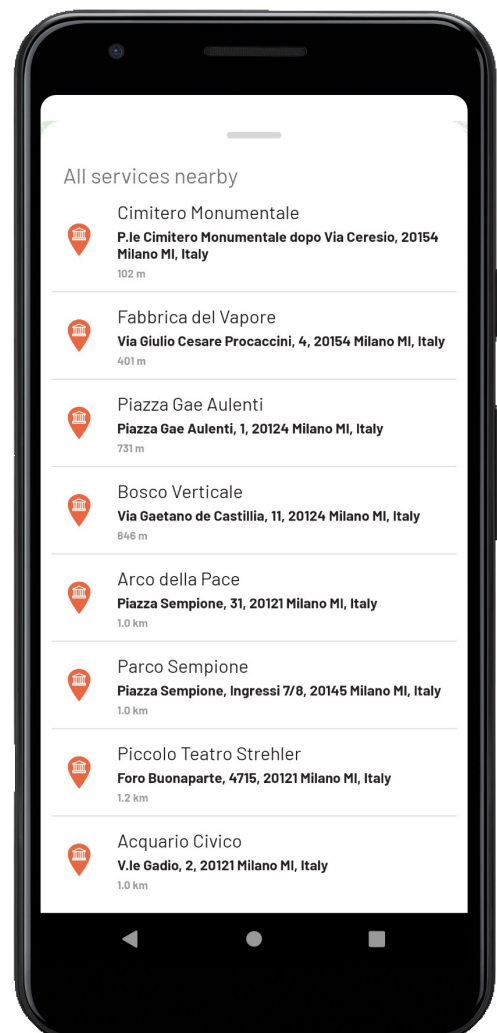 All services nearby
Cimitero Monumentale
P.le Cimitero Monumentale dopo Via Ceresio, 20154
Milano MI, Italy
102 m
Fabbrica del Vapore
Via Giulio Cesare Procaccini, 4, 20154 Milano MI, Italy
401 m
Piazza Gae Aulenti
Piazza Gae Aulenti, 1, 20124 Milano MI, Italy
731 m
Bosco Verticale
Via Gaetano de Castillia, 11, 20124 Milano MI, Italy
846 m
Arco della Pace
Piazza Sempione, 31, 20121 Milano MI, Italy
1.0 km
Parco Sempione
Piazza Sempione, Ingressi 7/8, 20145 Milano MI, Italy
1.0 km
Piccolo Teatro Strehler
Foro Buonaparte, 4715, 20121 Milano MI, Italy
1.2 km
Acquario Civico
V.le Gadio, 2, 20121 Milano MI, Italy
1.0 km